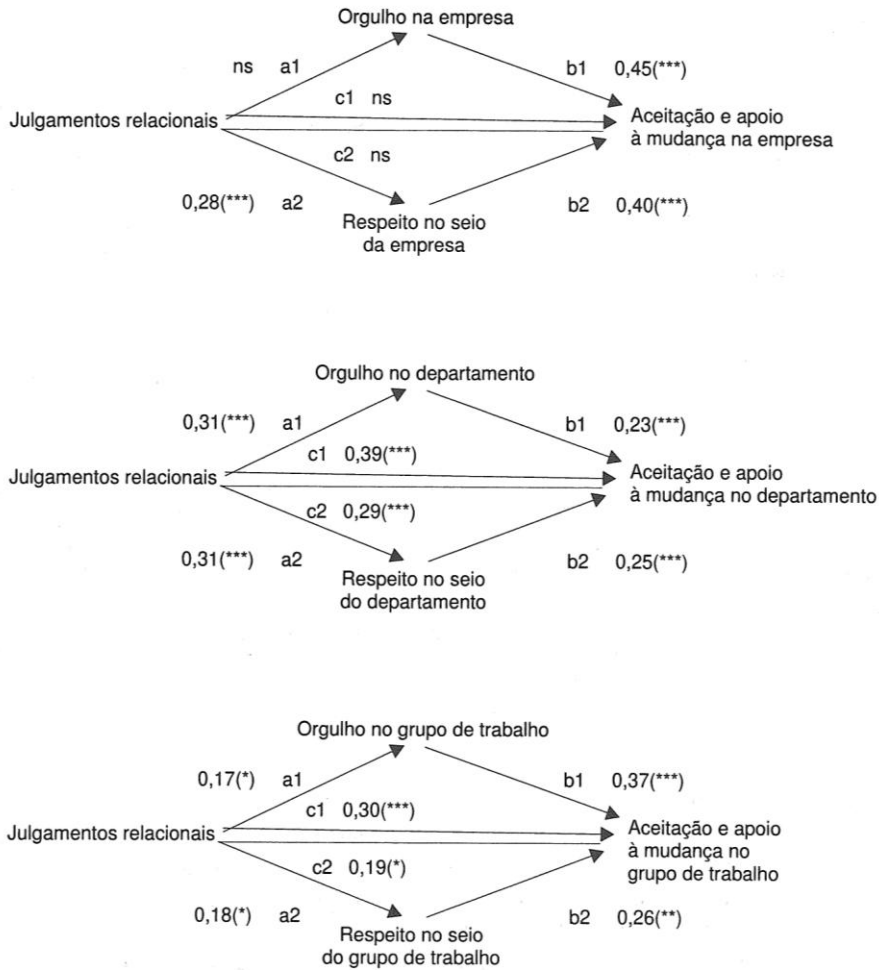 Orgulho na empresa
ns a1
b1 0,45(***)
c1 ns
Julgamentos relacionais
Aceitação e apoio
à mudança na empresa
c2 ns
0,28(***) a2
b2 0,40(***)
Respeito no seio
da empresa
Orgulho no departamento
0,31(***) a1
b1 0,23(***)
c1 0,39(***)
Julgamentos relacionais
Aceitação e apoio
à mudança no departamento
c2 0,29(***)
0,31(***) a2
b2 0,25(***)
Respeito no seio
do departamento
Orgulho no grupo de trabalho
0,17(*) a1
b1 0,37(***)
c1 0,30(***)
Julgamentos relacionais
Aceitação e apoio
à mudança no
grupo de trabalho
c2 0,19(*)
0,18(*) a2
b2 0,26(**)
Respeito no seio
do grupo de trabalho